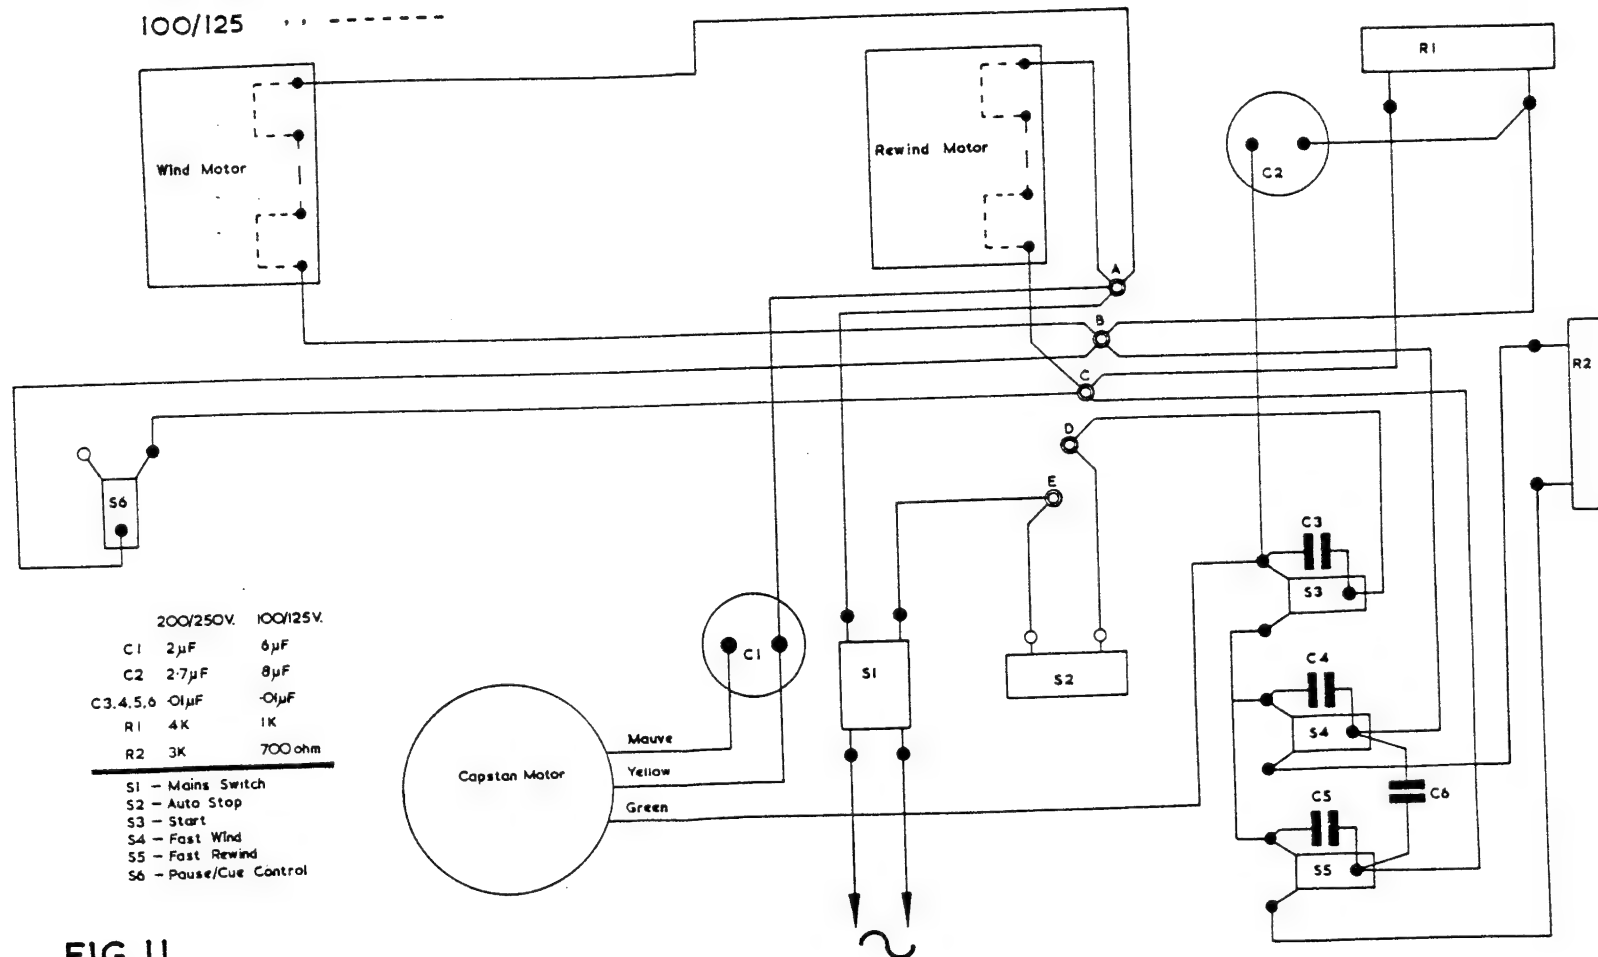 100/125 ,, -------
R1
Wind Motor
Rewind Motor
C2
A
B
C
R2
D
E
S6
C3
S3
200/250V. 100/125V.
C1 2µF 6µF
C2 2·7µF 8µF
C3.4.5,6 ·01µF ·01µF
R1 4K 1K
R2 3K 700 ohm
S1 – Mains Switch
S2 – Auto Stop
S3 – Start
S4 – Fast Wind
S5 – Fast Rewind
S6 – Pause/Cue Control
C1
S1
S2
C4
S4
Mauve
Capstan Motor
Yellow
Green
C5
C6
S5
FIG 11